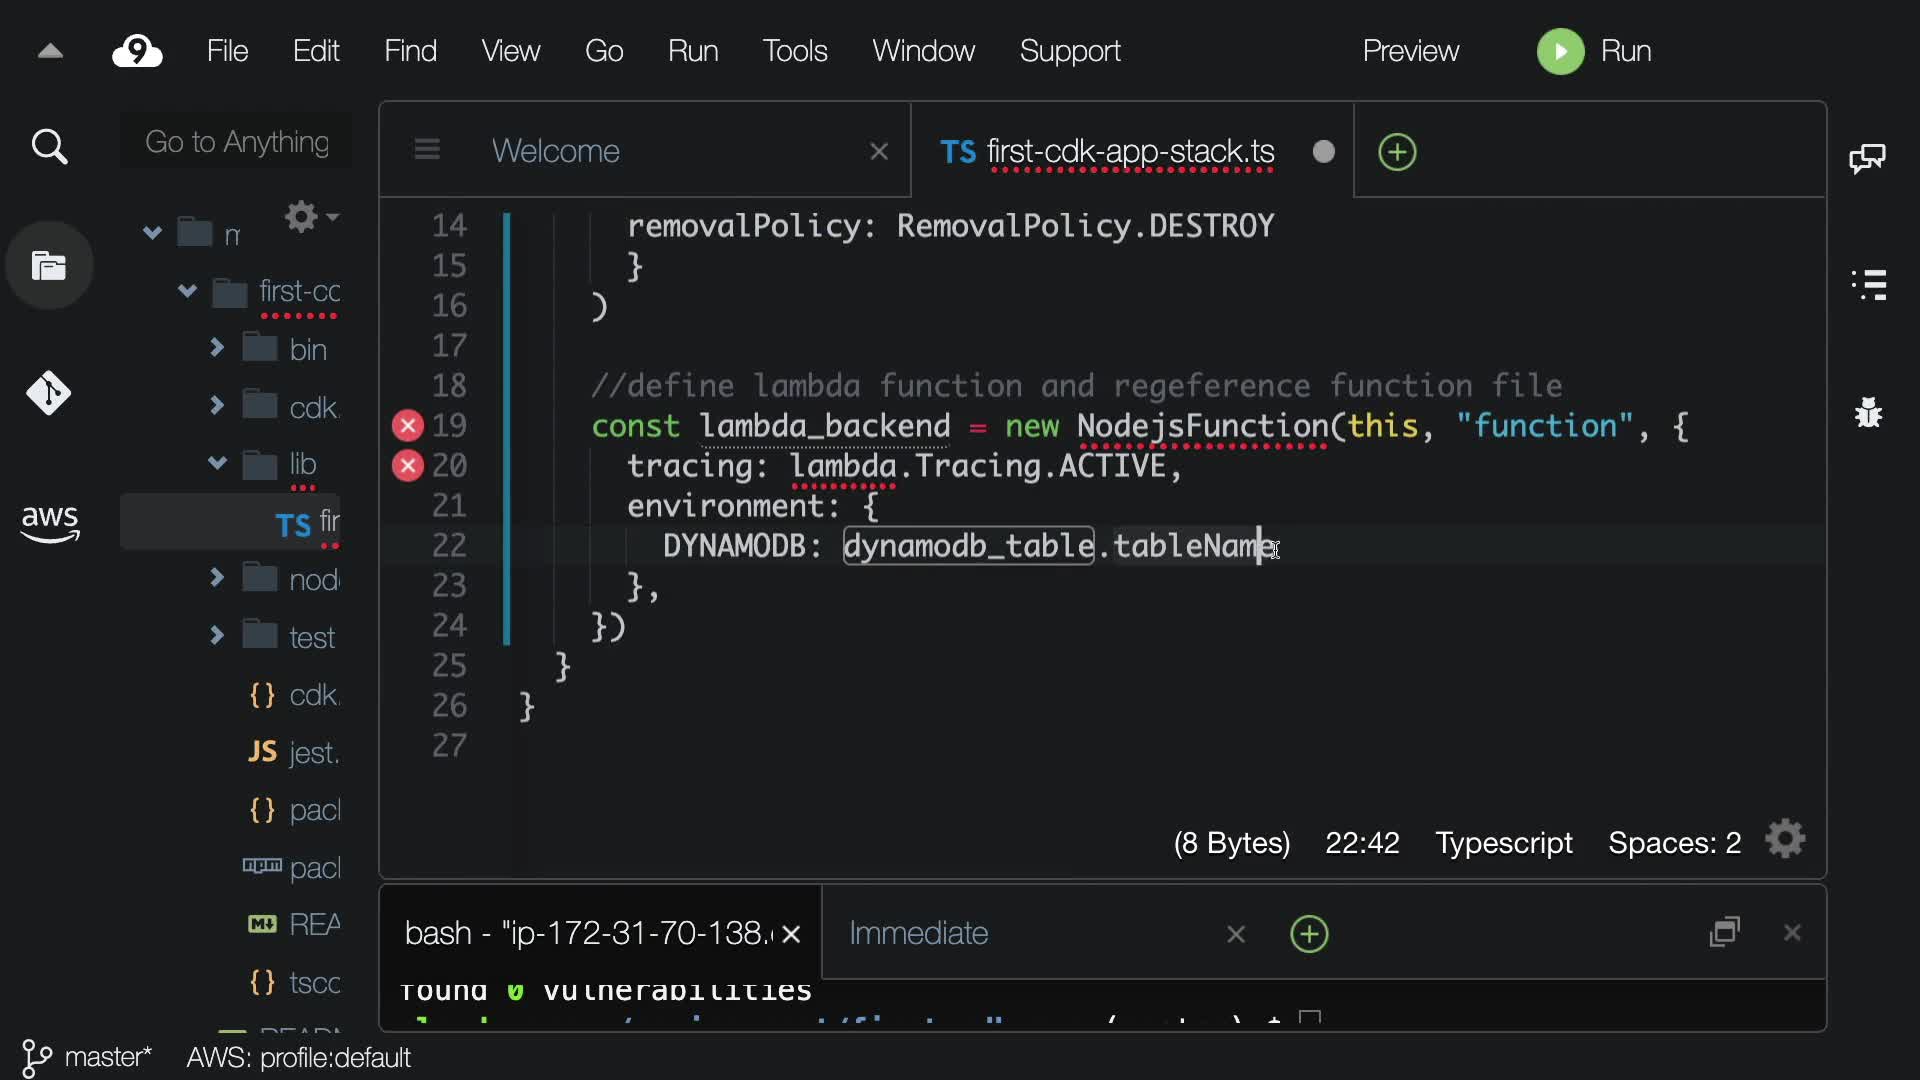 9 File Edit Find View Go Run Tools Window Support Preview Run
Go to Anything
Welcome
TS first-cdk-app-stack.ts
m
first-cc
bin
cdk.
lib
TS fir
nod
test
{} cdk.
JS jest.
{} pacl
npm pacl
M↓ REA
{} tscc
aws
14 removalPolicy: RemovalPolicy.DESTROY
15 }
16 )
17
18 //define lambda function and regeference function file
19 const lambda_backend = new NodejsFunction(this, "function", {
20 tracing: lambda.Tracing.ACTIVE,
21 environment: {
22 DYNAMODB: dynamodb_table.tableName
23 },
24 })
25 }
26 }
27
(8 Bytes) 22:42 Typescript Spaces: 2
bash - "ip-172-31-70-138.
Immediate
found 0 vulnerabilities
master* AWS: profile:default